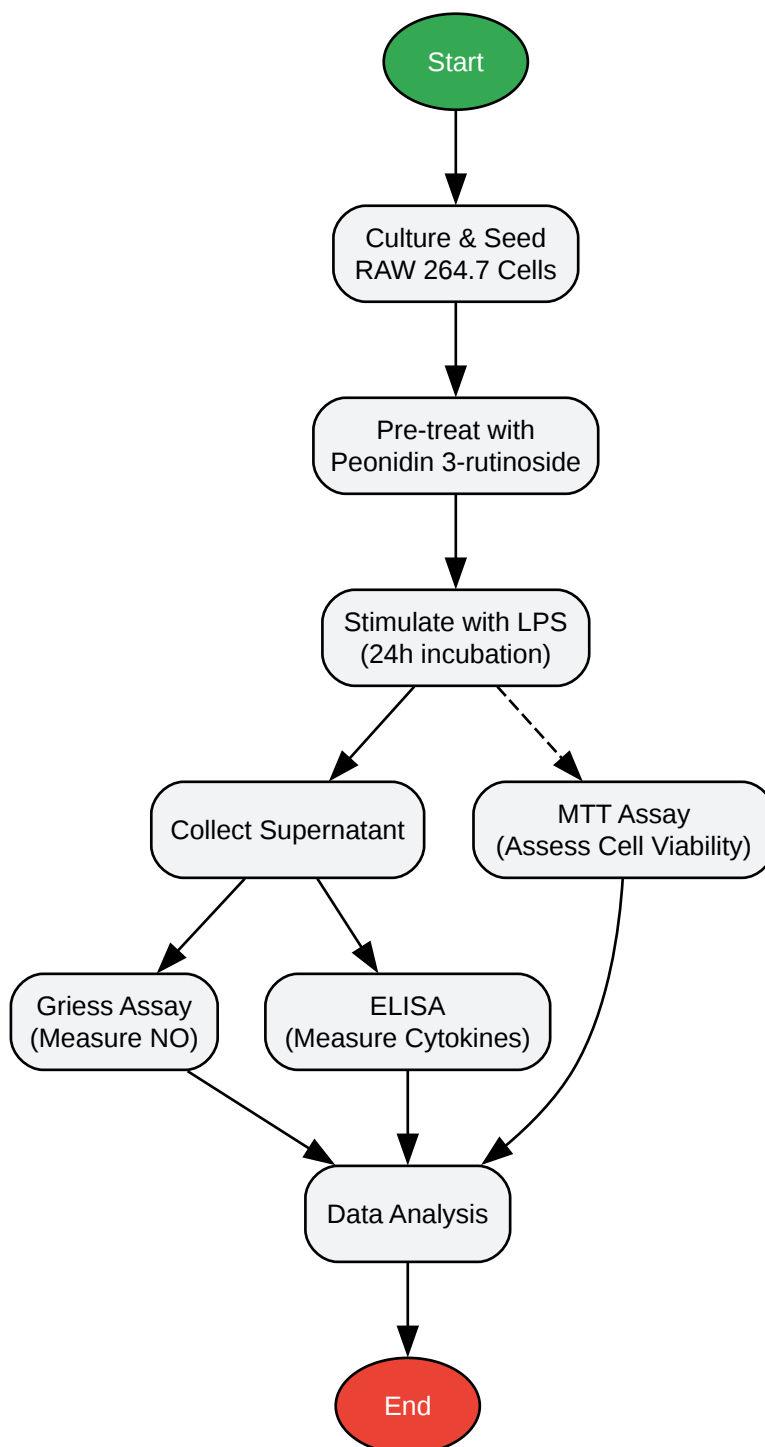 Start
Culture & Seed
RAW 264.7 Cells
Pre-treat with
Peonidin 3-rutinoside
Stimulate with LPS
(24h incubation)
Collect Supernatant
MTT Assay
(Assess Cell Viability)
Griess Assay
(Measure NO)
ELISA
(Measure Cytokines)
Data Analysis
End